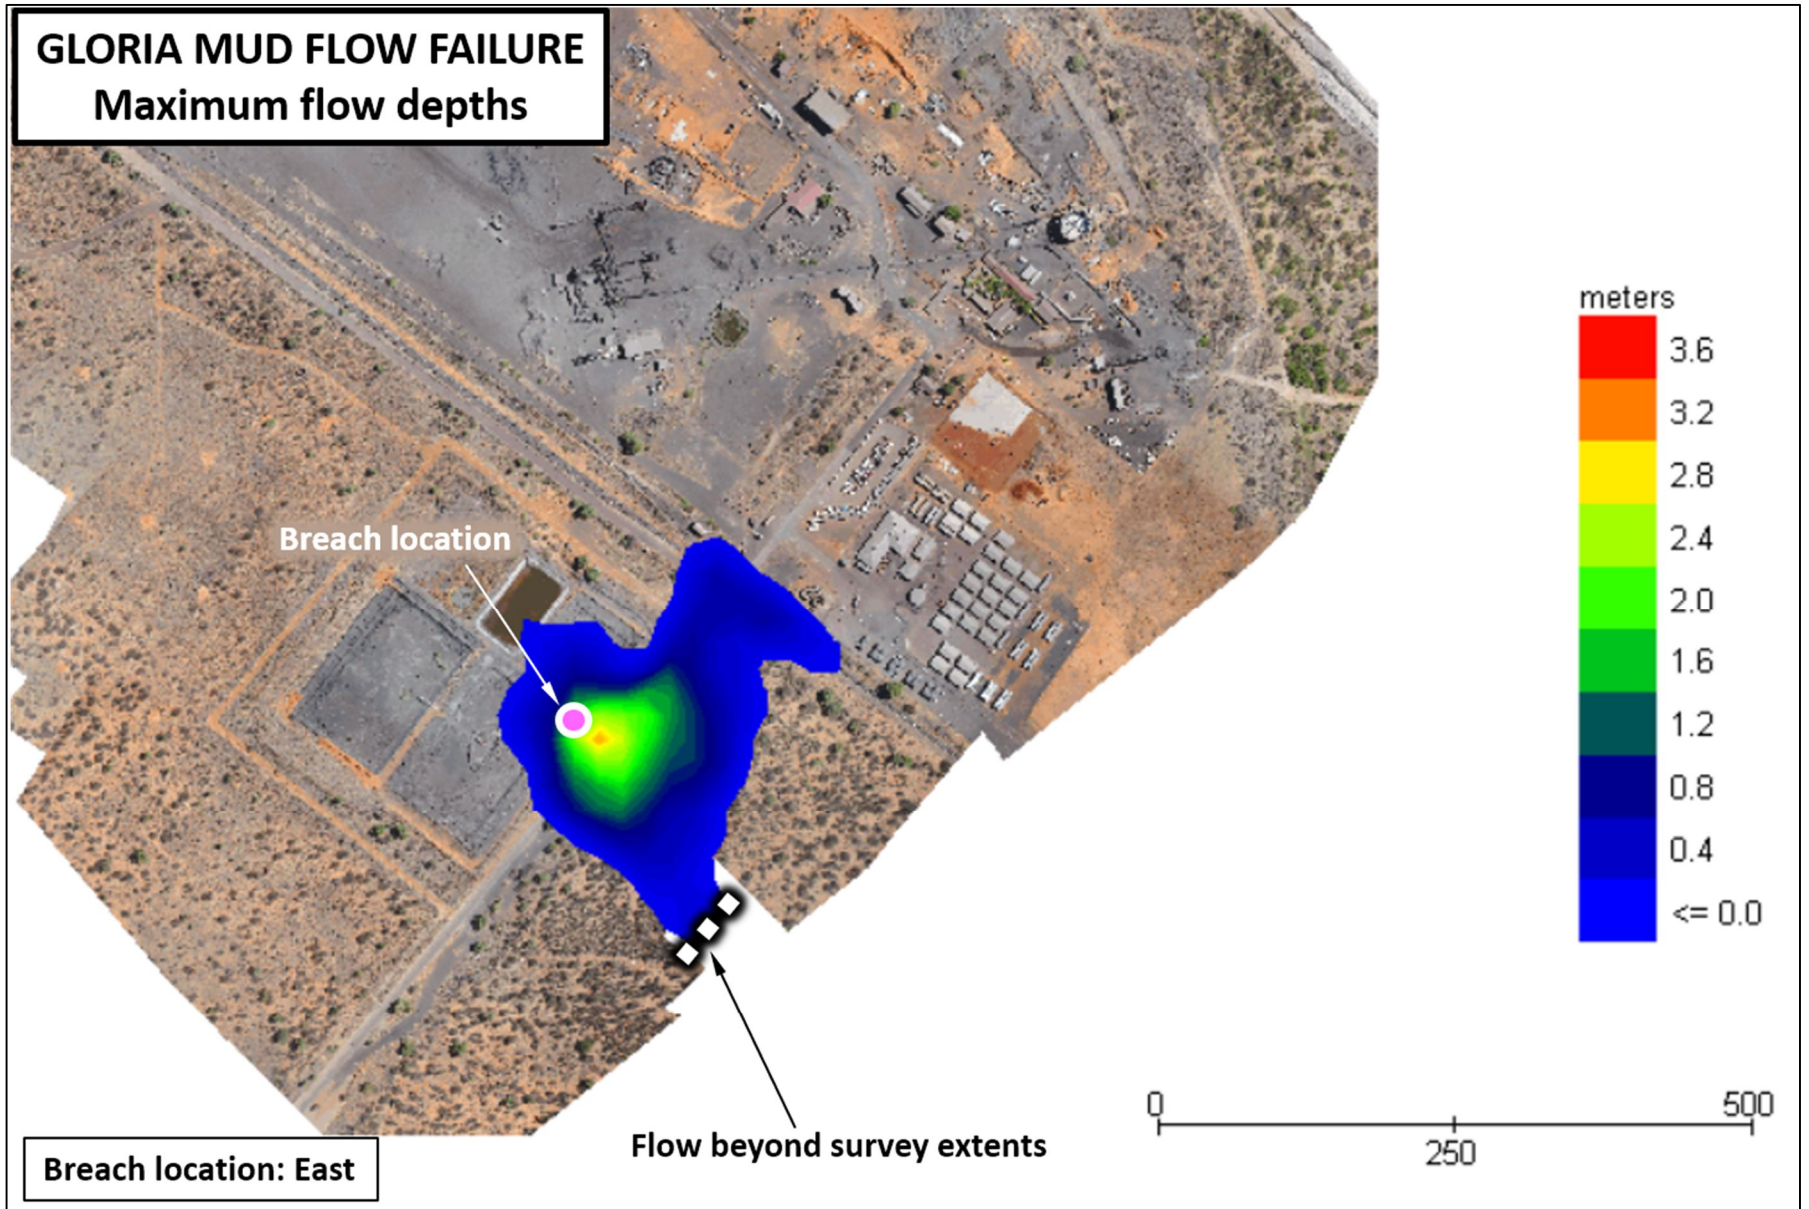 GLORIA MUD FLOW FAILURE
Maximum flow depths
meters
3.6
3.2
2.8
2.4
2.0
1.6
1.2
0.8
0.4
<= 0.0
Breach location
0
500
250
Flow beyond survey extents
Breach location: East